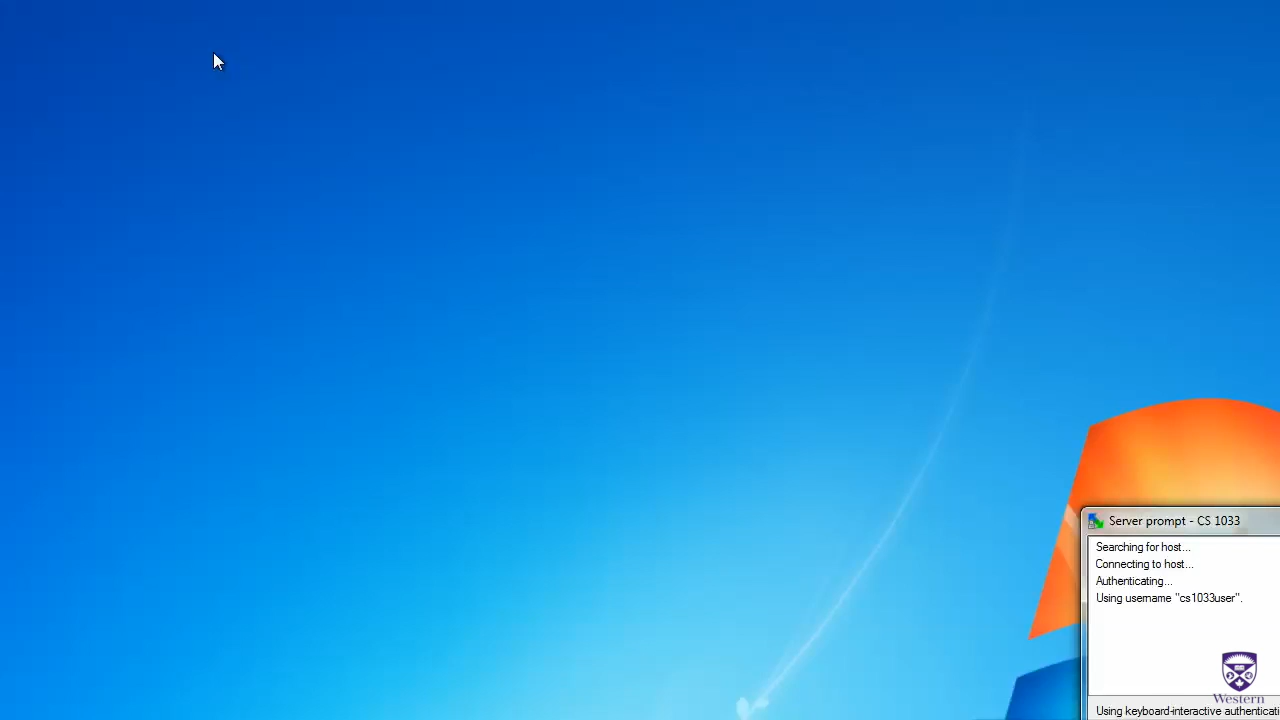 Server prompt - CS 1033
Searching for host...
Connecting to host...
Authenticating...
Using username "cs1033user".
Western
Using keyboard-interactive authenticati